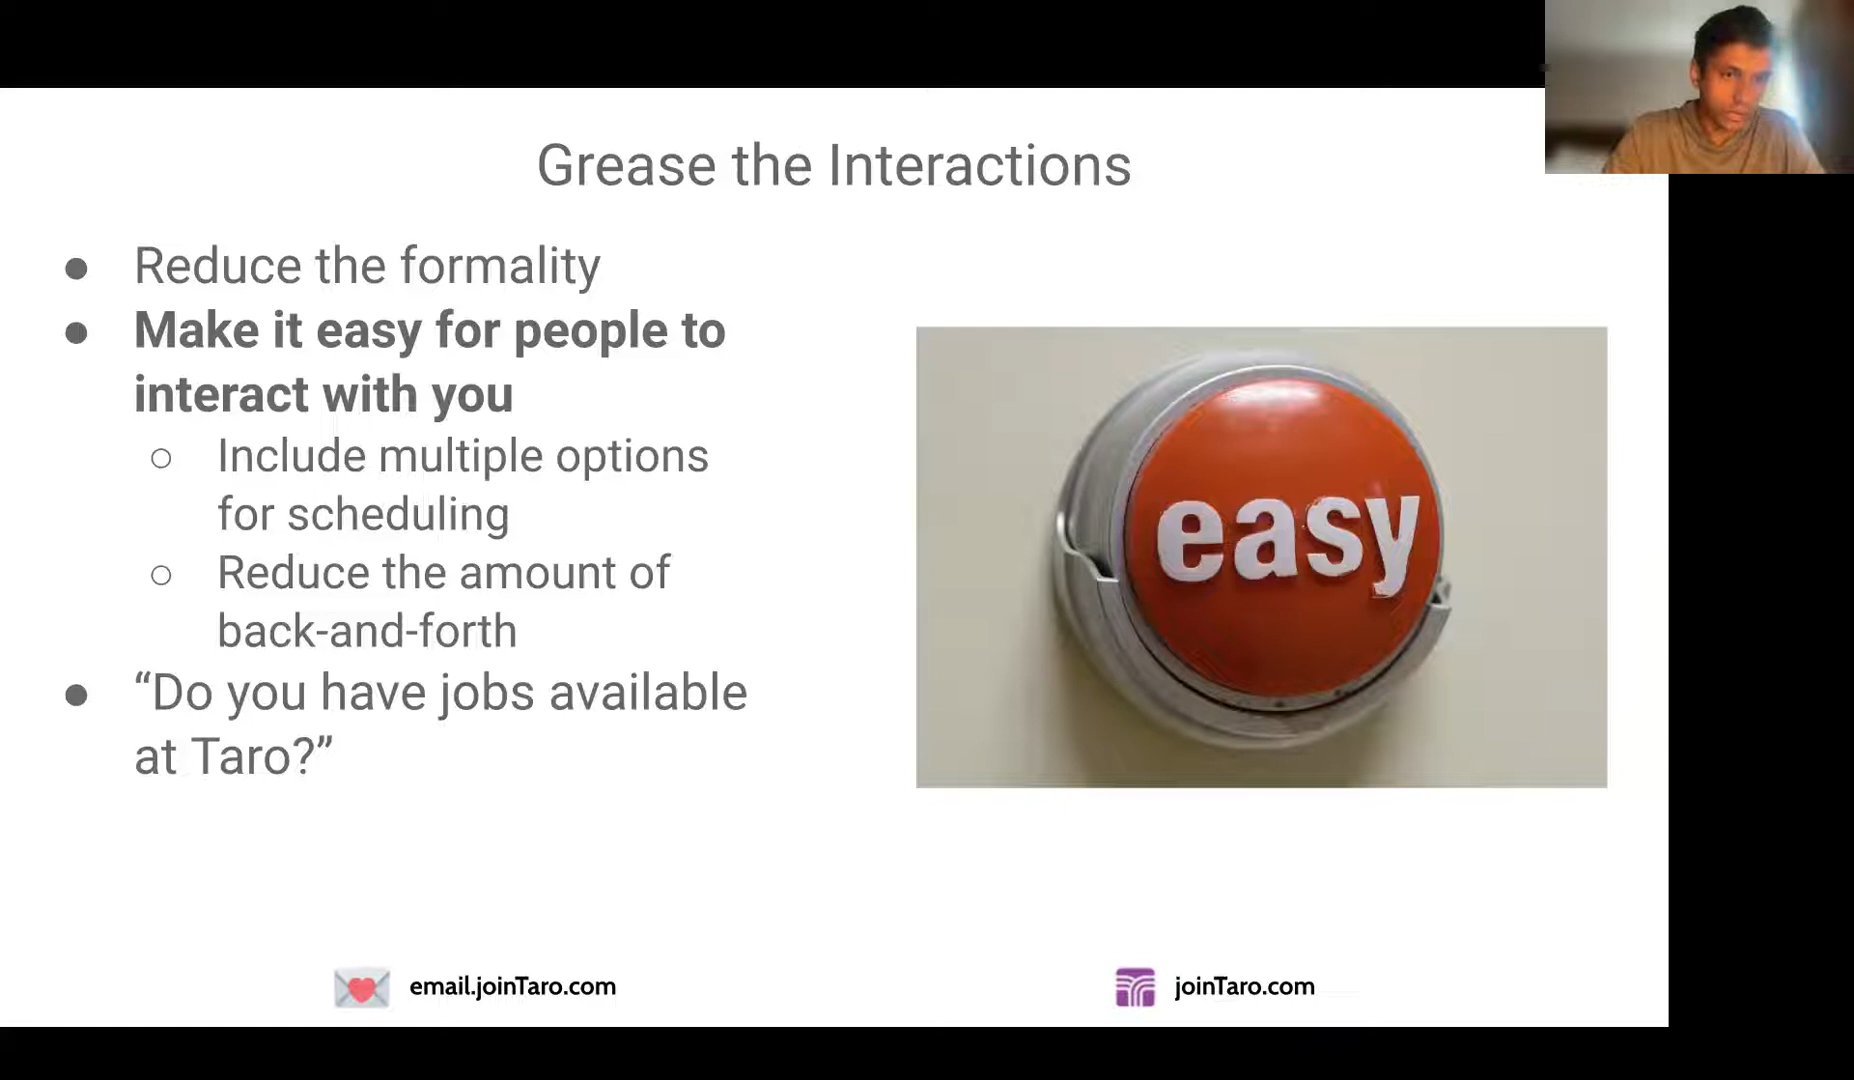 Grease the Interactions
● Reduce the formality
● Make it easy for people to
interact with you
○ Include multiple options
for scheduling
○ Reduce the amount of
back-and-forth
● “Do you have jobs available
at Taro?”
easy
email.joinTaro.com
joinTaro.com